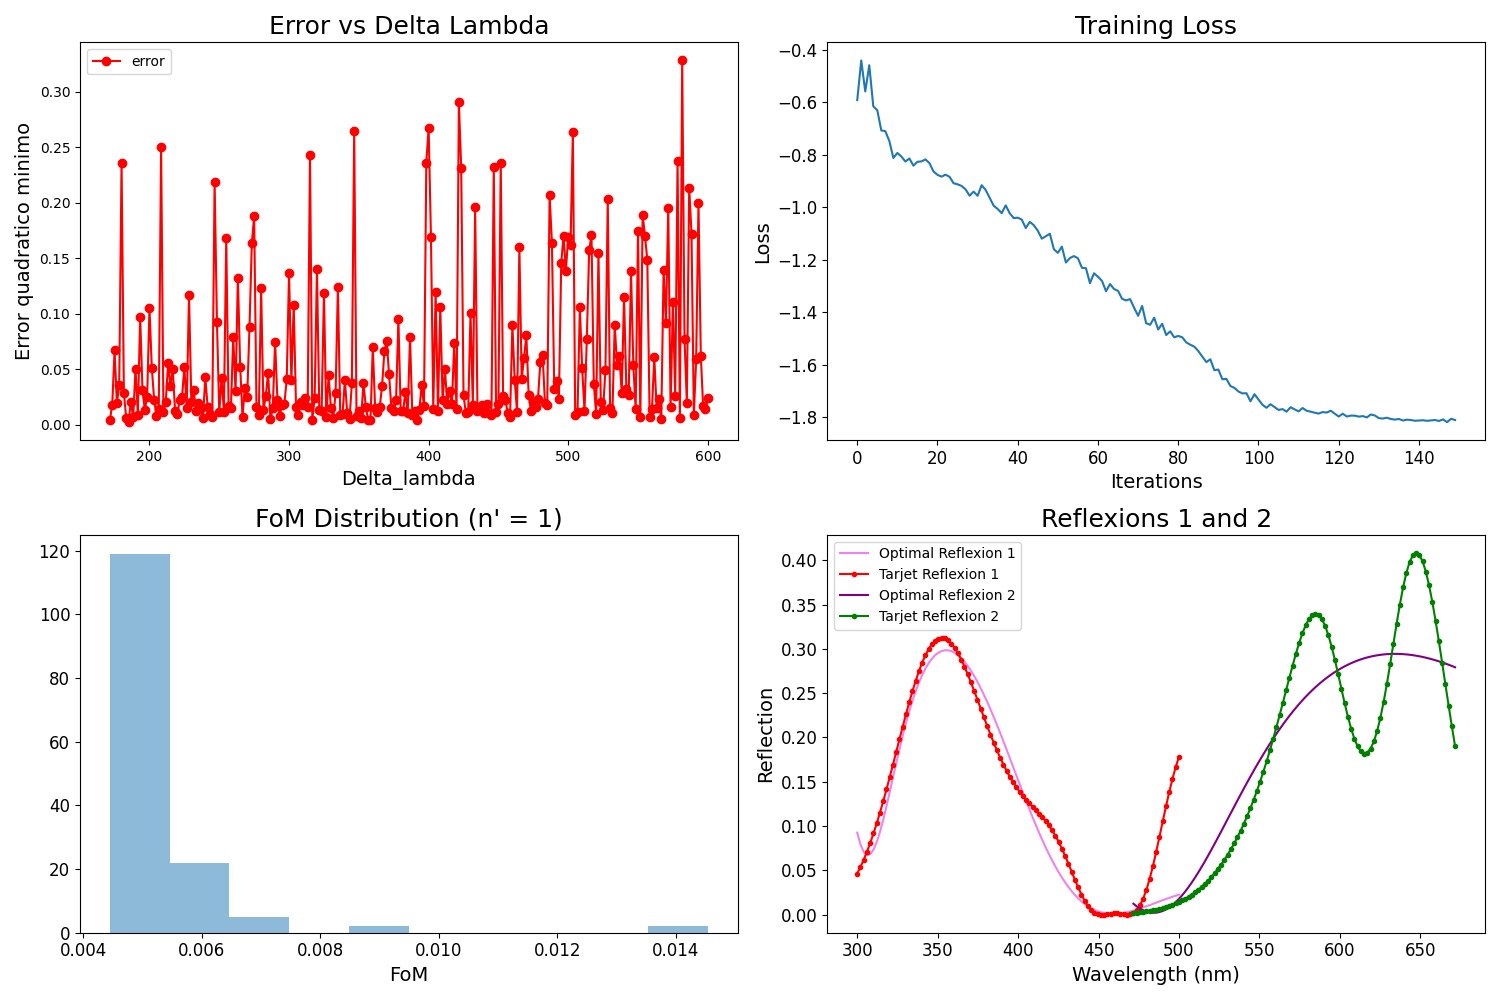 Error vs Delta Lambda
error
Error quadratico minimo
0.30
0.25
0.20
0.15
0.10
0.05
0.00
200 300 400 500 600
Delta_lambda
Training Loss
Loss
−0.4
−0.6
−0.8
−1.0
−1.2
−1.4
−1.6
−1.8
0 20 40 60 80 100 120 140
Iterations
FoM Distribution (n' = 1)
120
100
80
60
40
20
0
0.004 0.006 0.008 0.010 0.012 0.014
FoM
Reflexions 1 and 2
Optimal Reflexion 1
Tarjet Reflexion 1
Optimal Reflexion 2
Tarjet Reflexion 2
Reflection
0.40
0.35
0.30
0.25
0.20
0.15
0.10
0.05
0.00
300 350 400 450 500 550 600 650
Wavelength (nm)